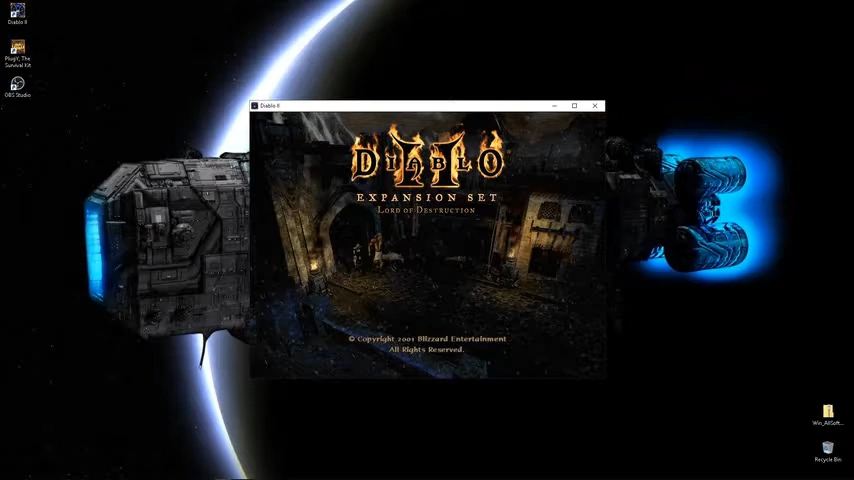 Diablo II
PlugY, The
Survival Kit
OBS Studio
Diablo II
DIABLO II
EXPANSION SET
LORD OF DESTRUCTION
© Copyright 2001 Blizzard Entertainment
All Rights Reserved.
Win_AllSoft...
Recycle Bin